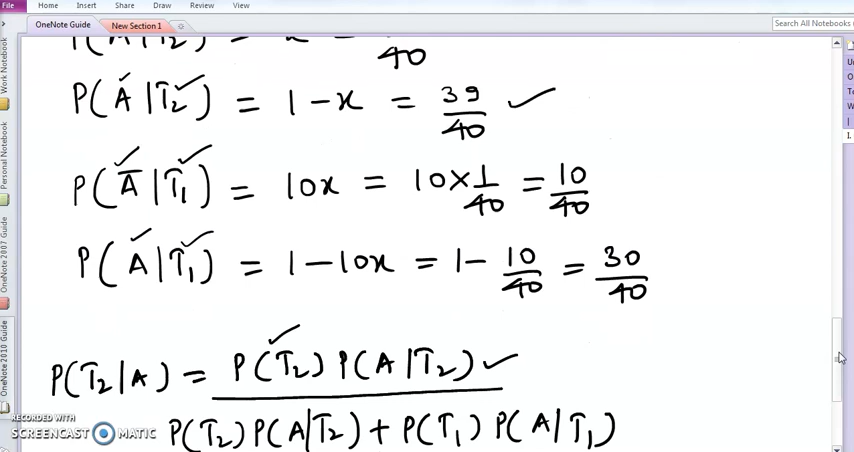 File Home Insert Share Draw Review View
OneNote Guide New Section 1
Search All Notebooks
40
P(A|T₂) = 1-x = 39/40
P(A̅|T₁) = 10x = 10×1/40 = 10/40
P(A|T₁) = 1-10x = 1- 10/40 = 30/40
P(T₂|A) = P(T₂) P(A|T₂)
P(T₂) P(A|T₂) + P(T₁) P(A|T₁)
Work Notebook
Personal Notebook
OneNote 2007 Guide
OneNote 2010 Guide
RECORDED WITH
SCREENCAST MATIC